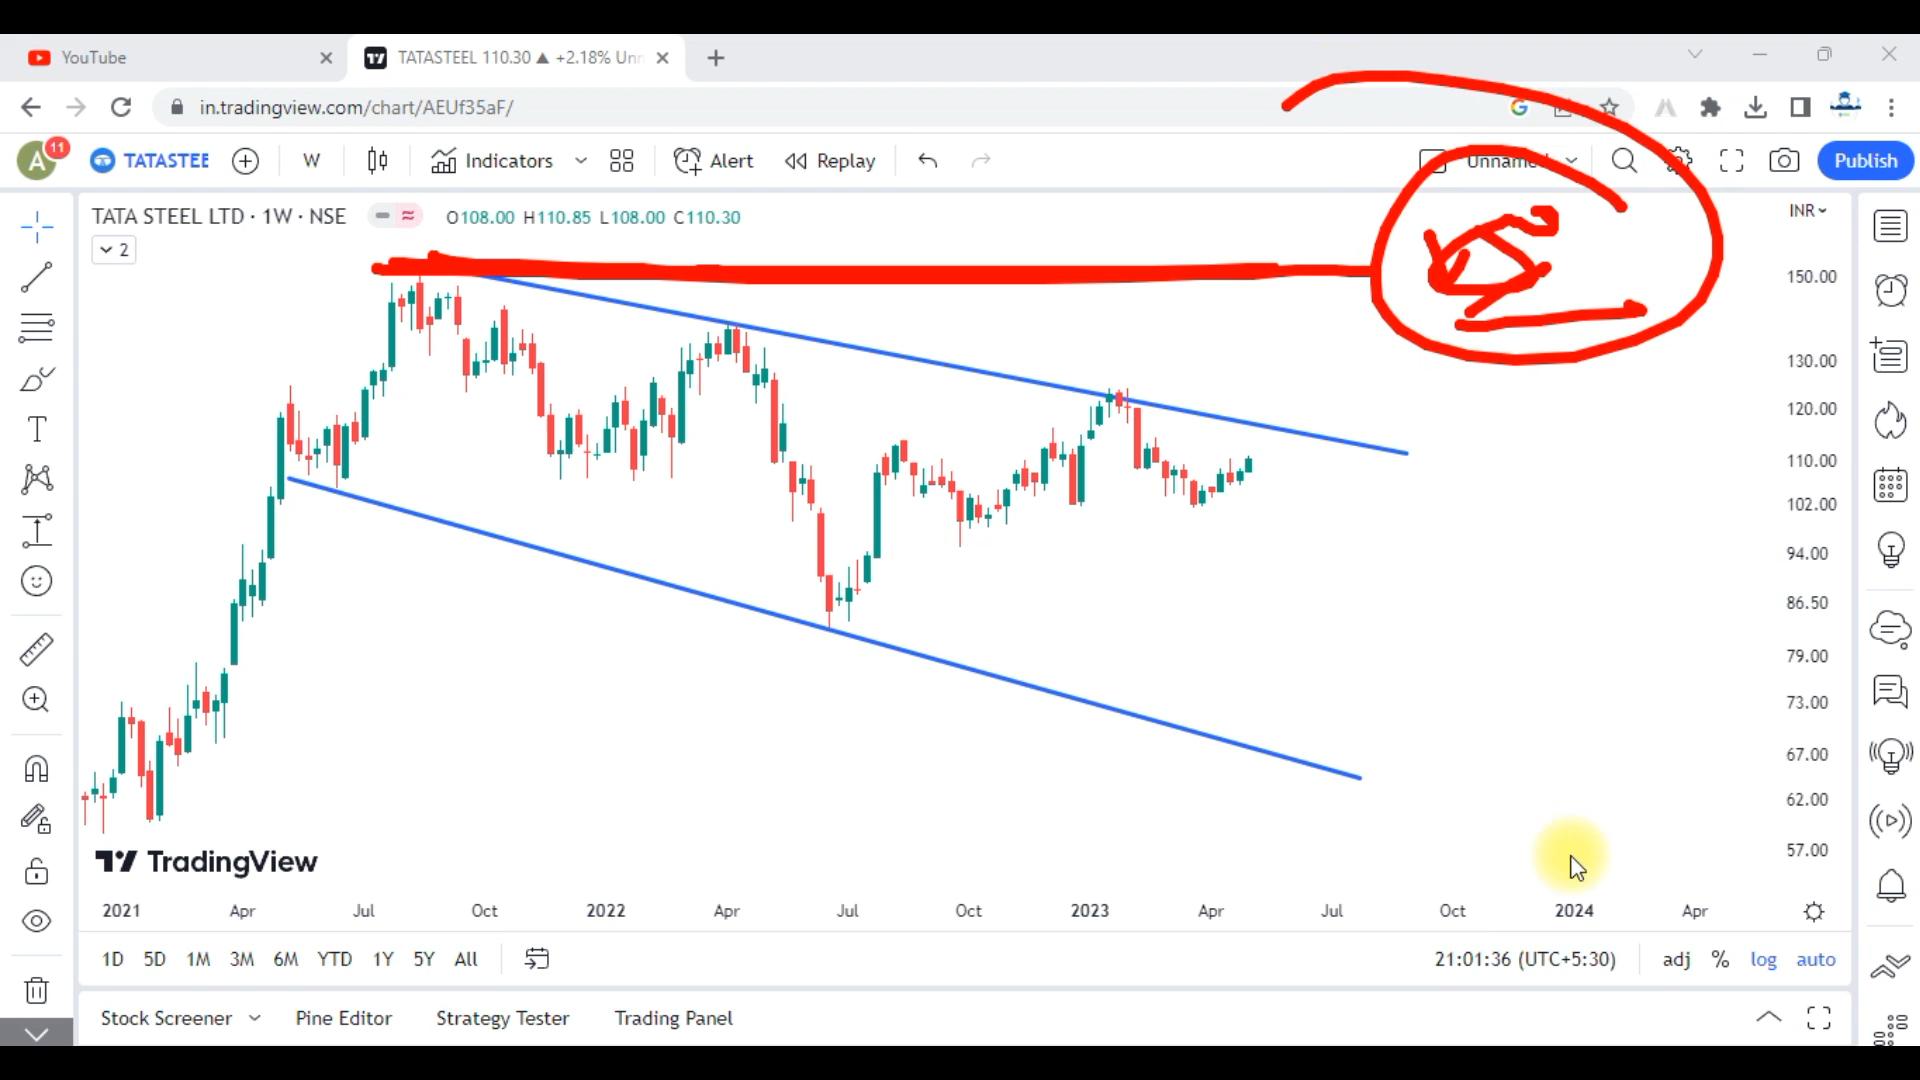 YouTube
TATASTEEL 110.30 ▲ +2.18% Unn
in.tradingview.com/chart/AEUf35aF/
A 11 TATASTEE W Indicators Alert Replay Unnamed Publish
TATA STEEL LTD · 1W · NSE O108.00 H110.85 L108.00 C110.30
INR
2
150.00
130.00
120.00
110.00
102.00
94.00
86.50
79.00
73.00
67.00
62.00
57.00
TradingView
2021 Apr Jul Oct 2022 Apr Jul Oct 2023 Apr Jul Oct 2024 Apr
1D 5D 1M 3M 6M YTD 1Y 5Y All 21:01:36 (UTC+5:30) adj % log auto
Stock Screener Pine Editor Strategy Tester Trading Panel